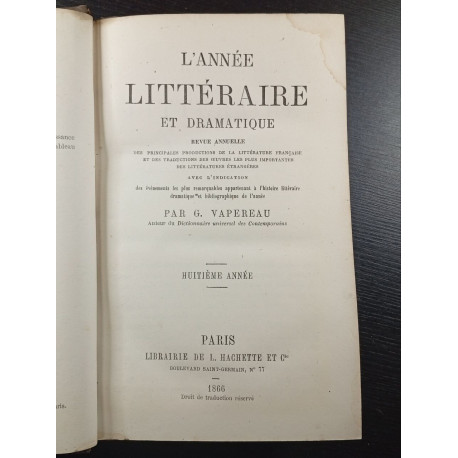 L'ANNÉE
LITTÉRAIRE
ET DRAMATIQUE
REVUE ANNUELLE
DES PRINCIPALES PRODUCTIONS DE LA LITTÉRATURE FRANÇAISE
ET DES TRADUCTIONS DES ŒUVRES LES PLUS IMPORTANTES
DES LITTÉRATURES ÉTRANGÈRES
AVEC L'INDICATION
des événements les plus remarquables appartenant à l'histoire littéraire
dramatique et bibliographique de l'année
PAR G. VAPEREAU
Auteur du Dictionnaire universel des Contemporains
HUITIÈME ANNÉE
PARIS
LIBRAIRIE DE L. HACHETTE ET Cie
BOULEVARD SAINT-GERMAIN, N° 77
1866
Droit de traduction réservé